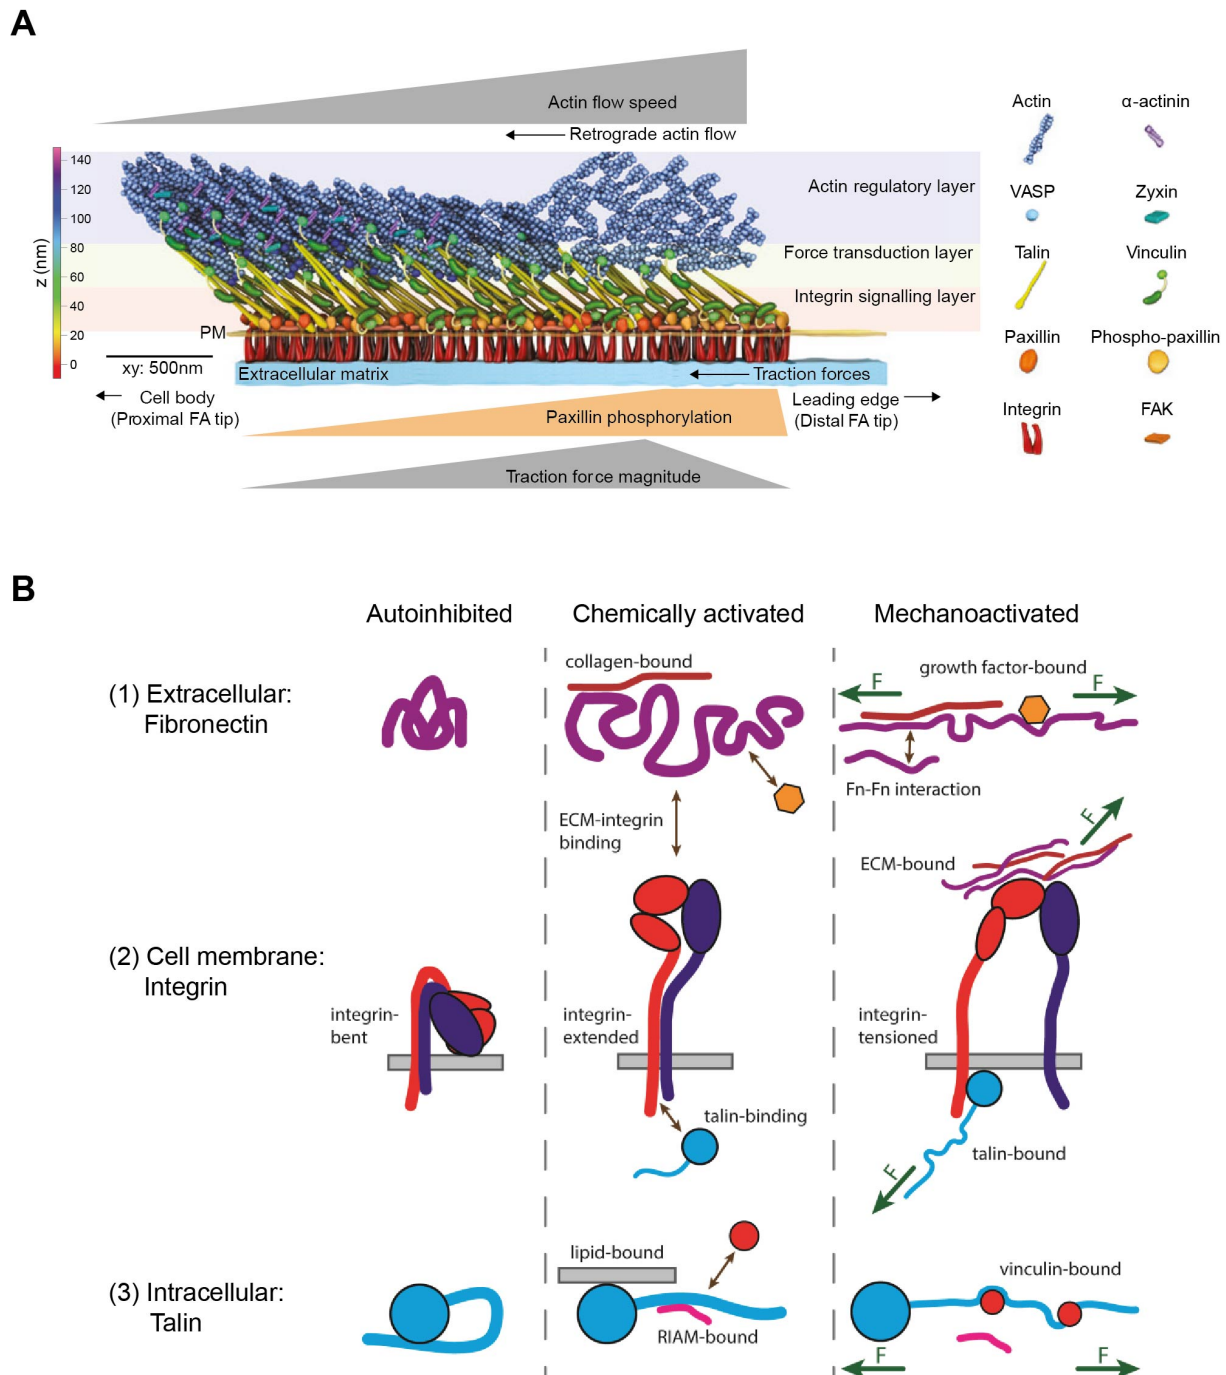 A
Actin flow speed
Retrograde actin flow
140
120
100
80
60
40
20
0
z (nm)
Actin regulatory layer
Force transduction layer
Integrin signalling layer
PM
xy: 500nm
Extracellular matrix
Traction forces
Cell body
(Proximal FA tip)
Leading edge
(Distal FA tip)
Paxillin phosphorylation
Traction force magnitude
Actin
α-actinin
VASP
Zyxin
Talin
Vinculin
Paxillin
Phospho-paxillin
Integrin
FAK
B
Autoinhibited
Chemically activated
Mechanoactivated
(1) Extracellular:
Fibronectin
collagen-bound
growth factor-bound
F
F
Fn-Fn interaction
ECM-integrin
binding
ECM-bound
F
(2) Cell membrane:
Integrin
integrin-
bent
integrin-
extended
integrin-
tensioned
talin-binding
talin-bound
F
(3) Intracellular:
Talin
lipid-bound
RIAM-bound
vinculin-bound
F
F